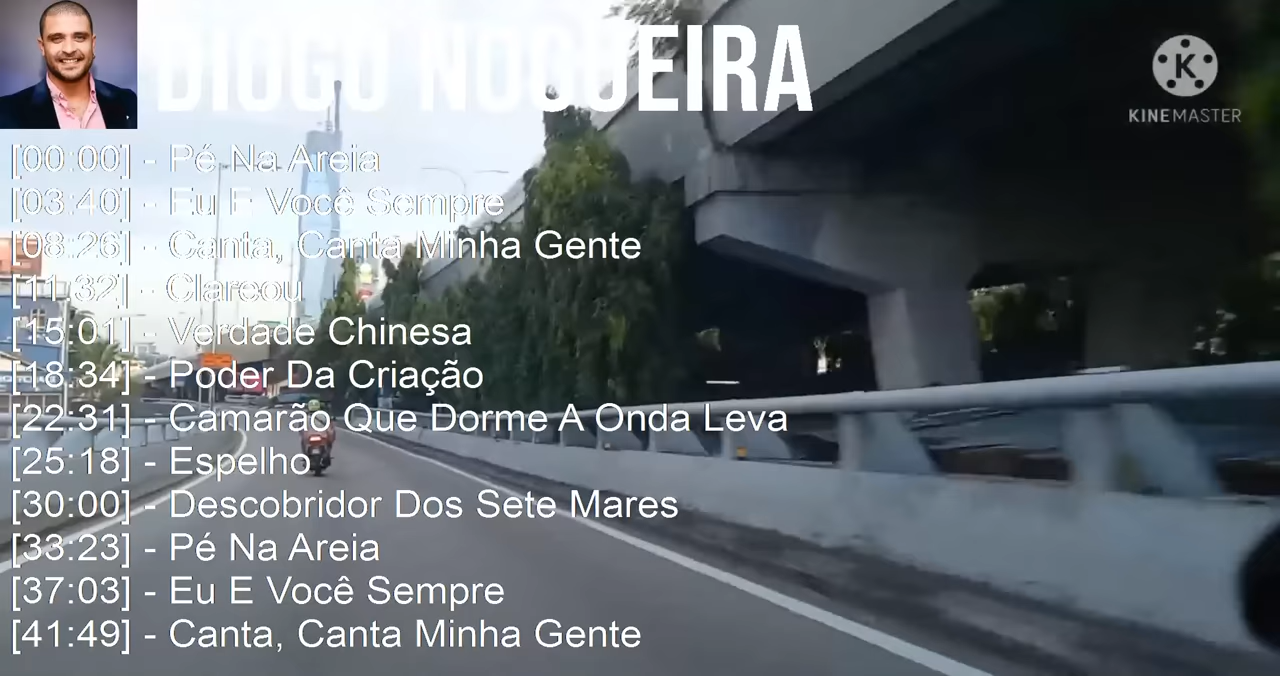 DIOGO NOGUEIRA
KINEMASTER
[00:00] - Pé Na Areia
[03:40] - Eu E Você Sempre
[08:26] - Canta, Canta Minha Gente
[11:32] - Clareou
[15:01] - Verdade Chinesa
[18:34] - Poder Da Criação
[22:31] - Camarão Que Dorme A Onda Leva
[25:18] - Espelho
[30:00] - Descobridor Dos Sete Mares
[33:23] - Pé Na Areia
[37:03] - Eu E Você Sempre
[41:49] - Canta, Canta Minha Gente